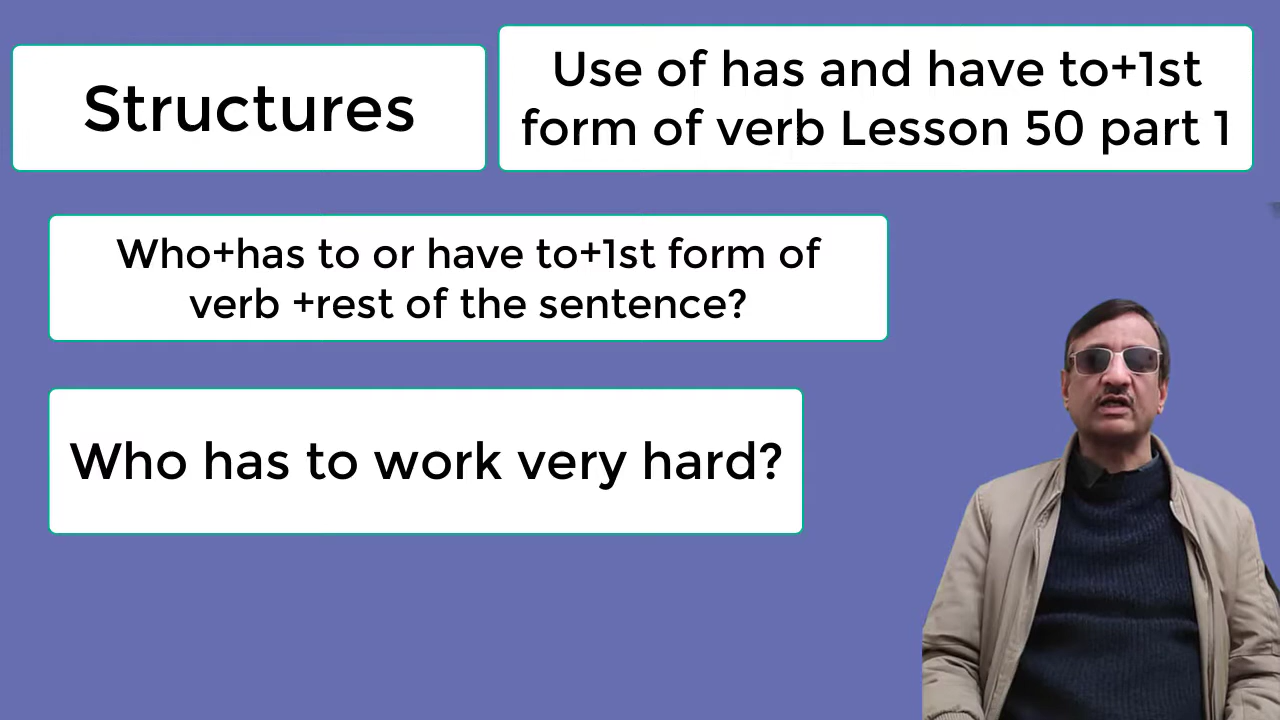 Structures
Use of has and have to+1st
form of verb Lesson 50 part 1
Who+has to or have to+1st form of
verb +rest of the sentence?
Who has to work very hard?